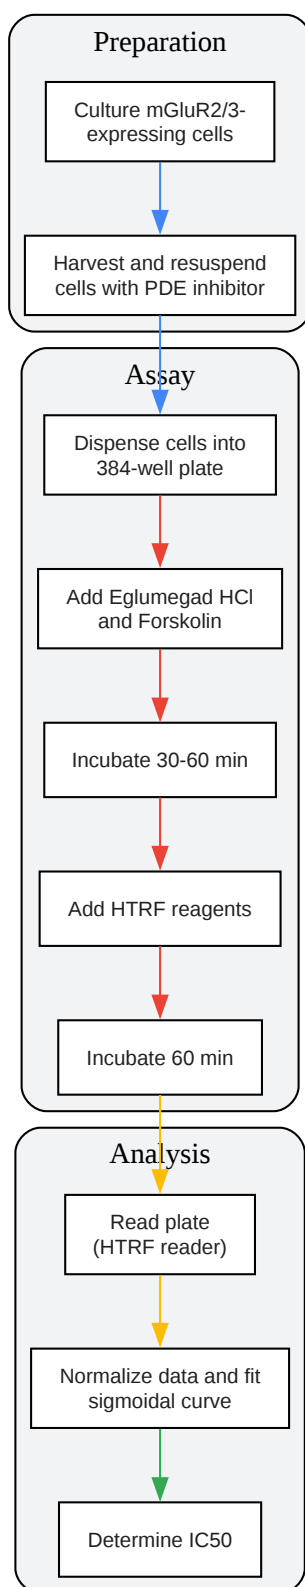 Preparation
Culture mGluR2/3-
expressing cells
Harvest and resuspend
cells with PDE inhibitor
Assay
Dispense cells into
384-well plate
Add Eglumegad HCl
and Forskolin
Incubate 30-60 min
Add HTRF reagents
Incubate 60 min
Analysis
Read plate
(HTRF reader)
Normalize data and fit
sigmoidal curve
Determine IC50